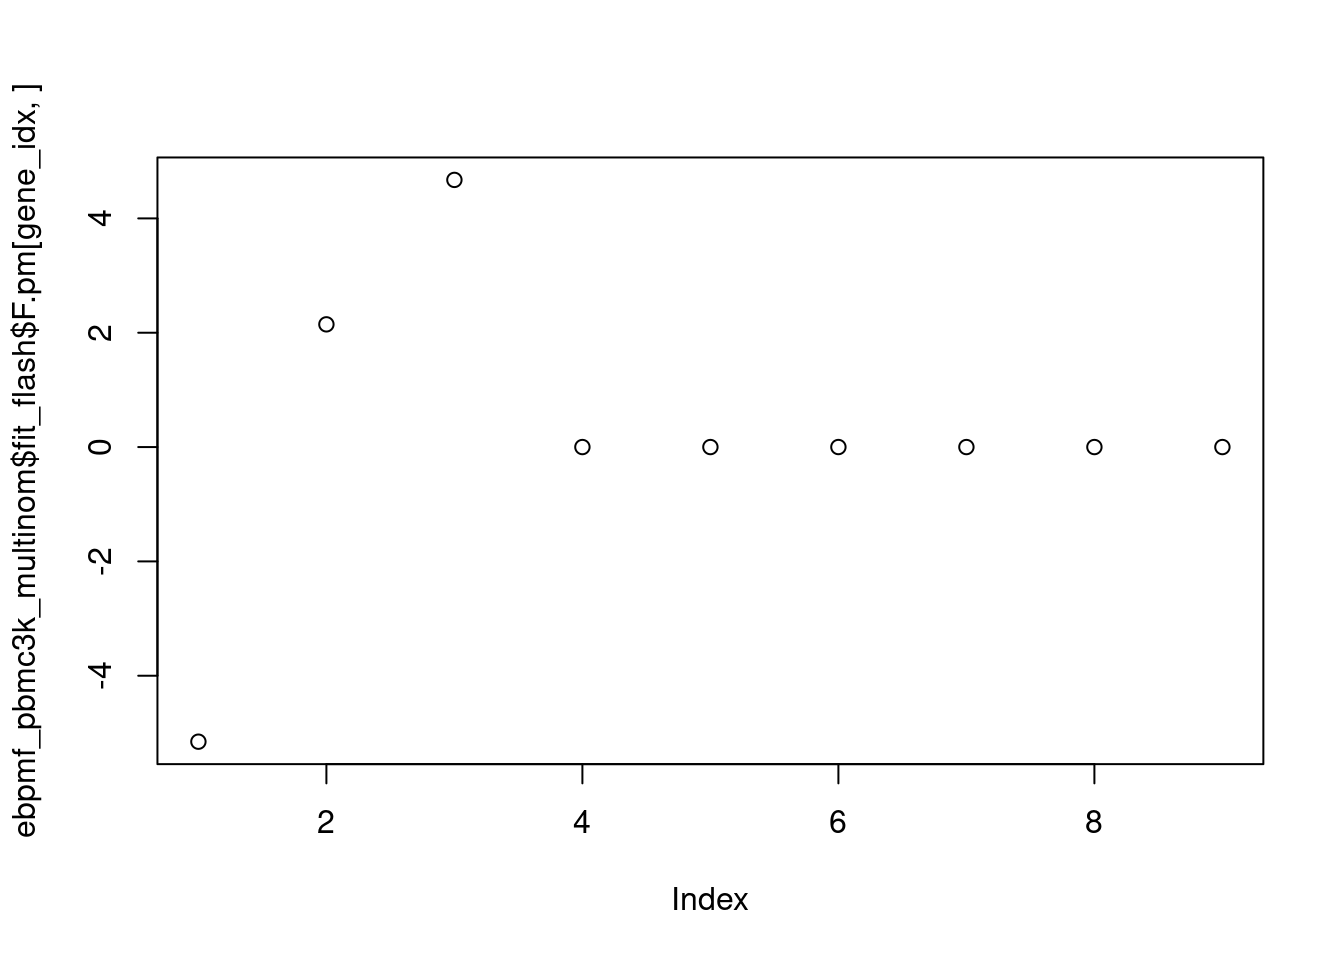 ebpmf_pbmc3k_multinom$fit_flash$F.pm[gene_idx, ]
4
2
0
-2
-4
2 4 6 8
Index